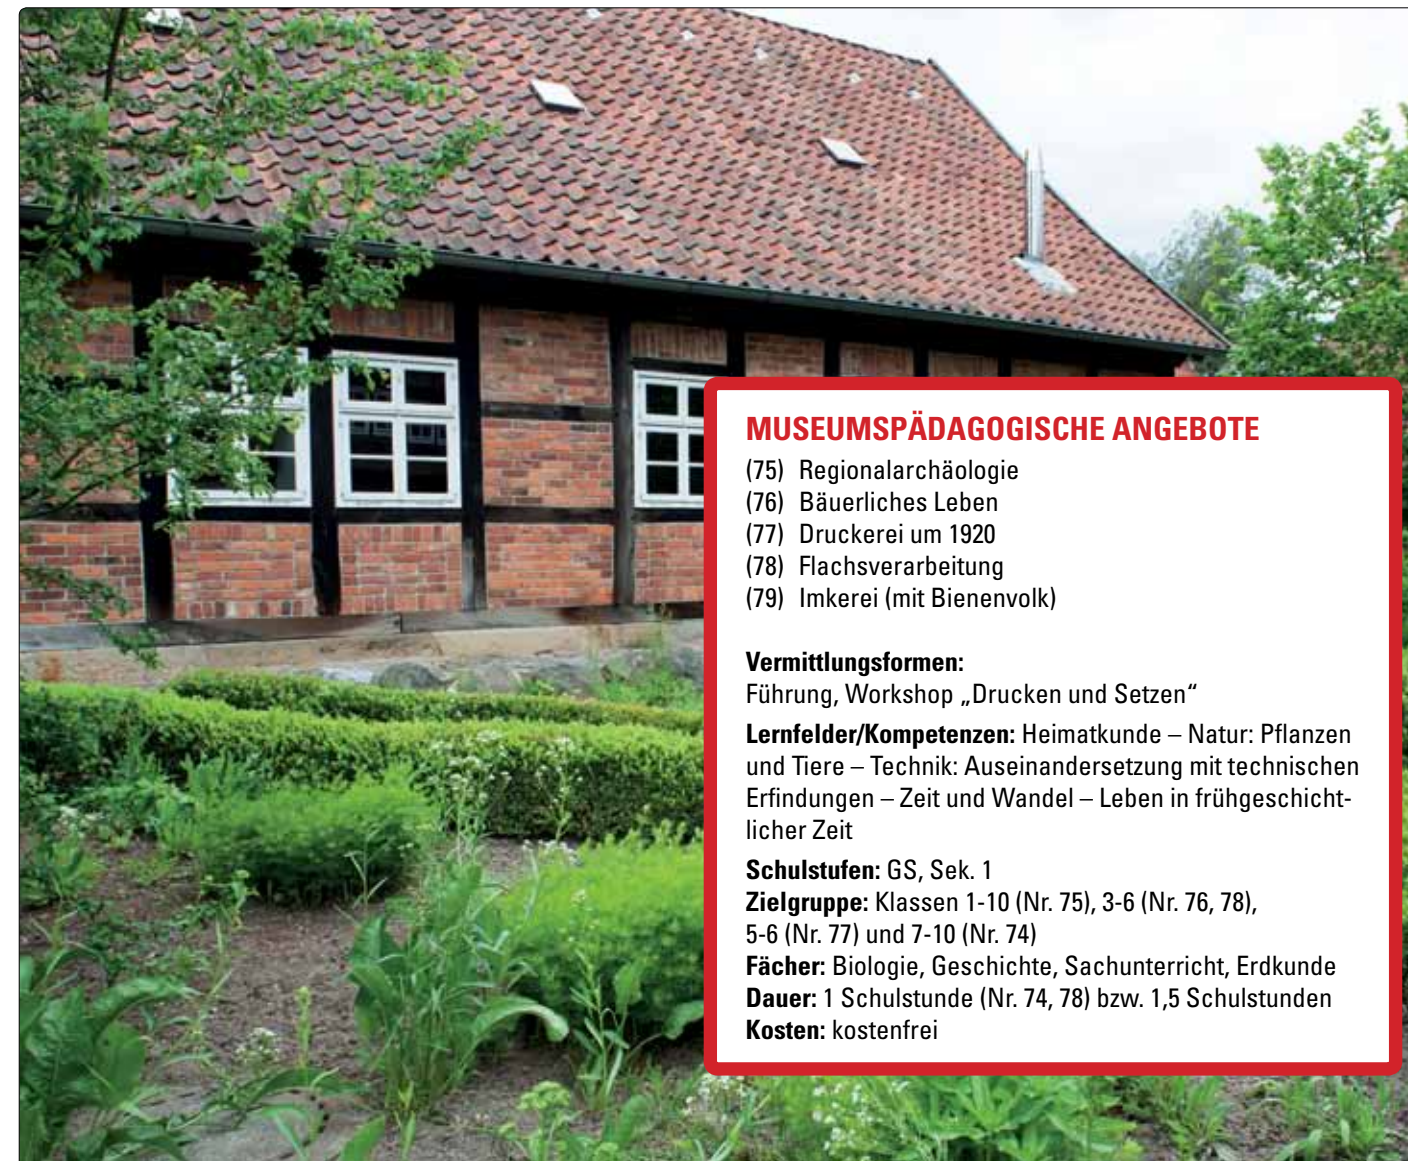 MUSEUMSPÄDAGOGISCHE ANGEBOTE
(75) Regionalarchäologie
(76) Bäuerliches Leben
(77) Druckerei um 1920
(78) Flachsverarbeitung
(79) Imkerei (mit Bienenvolk)
Vermittlungsformen:
Führung, Workshop „Drucken und Setzen“
Lernfelder/Kompetenzen: Heimatkunde – Natur: Pflanzen
und Tiere – Technik: Auseinandersetzung mit technischen
Erfindungen – Zeit und Wandel – Leben in frühgeschicht-
licher Zeit
Schulstufen: GS, Sek. 1
Zielgruppe: Klassen 1-10 (Nr. 75), 3-6 (Nr. 76, 78),
5-6 (Nr. 77) und 7-10 (Nr. 74)
Fächer: Biologie, Geschichte, Sachunterricht, Erdkunde
Dauer: 1 Schulstunde (Nr. 74, 78) bzw. 1,5 Schulstunden
Kosten: kostenfrei